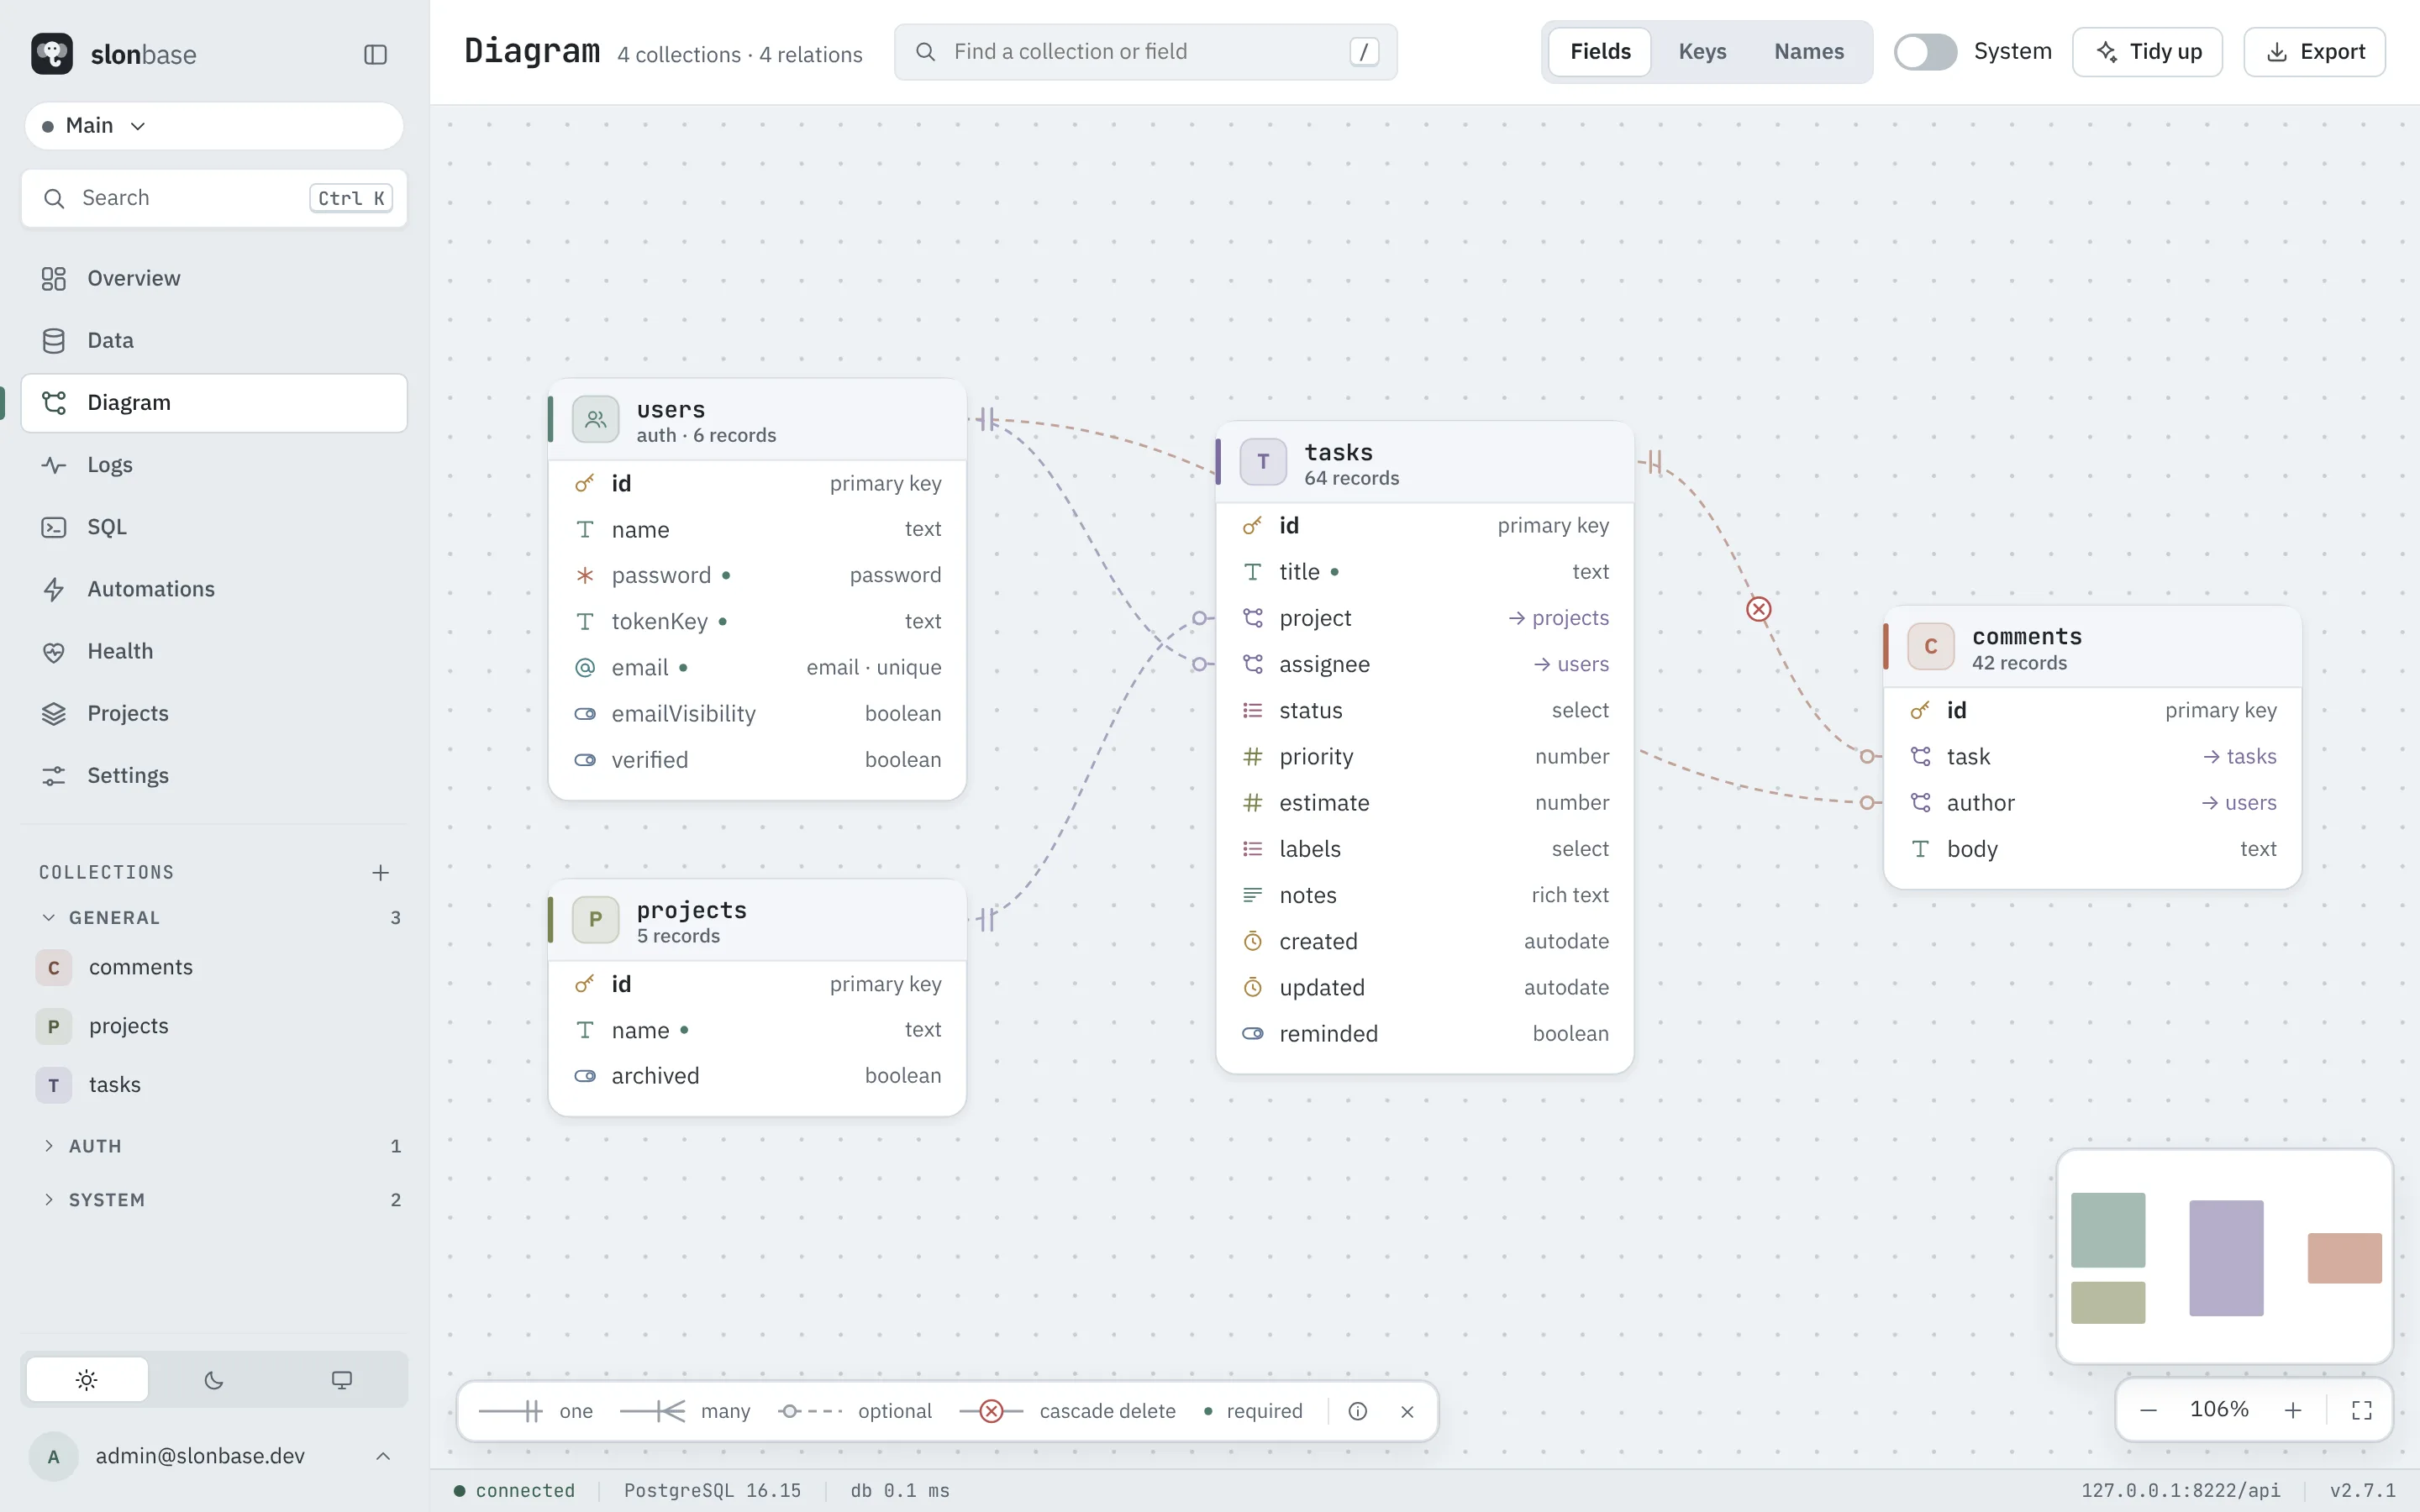 slonbase
Main
Search Ctrl K
Overview
Data
Diagram
Logs
SQL
Automations
Health
Projects
Settings
COLLECTIONS
GENERAL 3
C comments
P projects
T tasks
AUTH 1
SYSTEM 2
A admin@slonbase.dev
Diagram 4 collections · 4 relations
Find a collection or field /
Fields Keys Names
System
Tidy up
Export
users
auth · 6 records
id primary key
name text
password password
tokenKey text
email email · unique
emailVisibility boolean
verified boolean
P projects
5 records
id primary key
name text
archived boolean
T tasks
64 records
id primary key
title text
project → projects
assignee → users
status select
priority number
estimate number
labels select
notes rich text
created autodate
updated autodate
reminded boolean
C comments
42 records
id primary key
task → tasks
author → users
body text
one many optional cascade delete required
106%
connected PostgreSQL 16.15 db 0.1 ms
127.0.0.1:8222/api v2.7.1